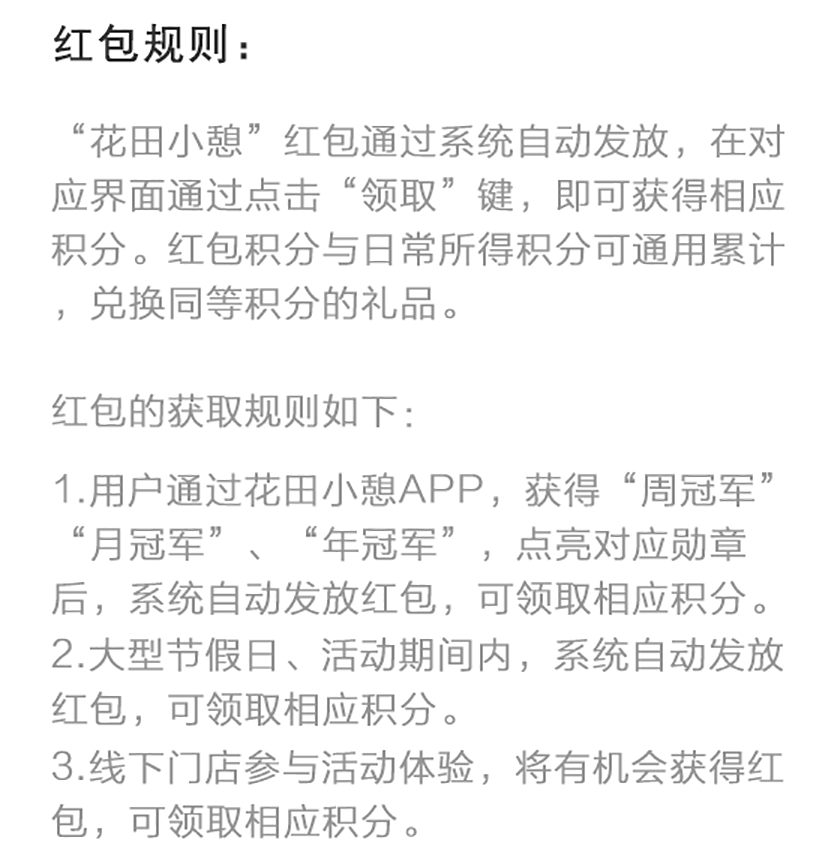 红包规则：
“花田小憩”红包通过系统自动发放，在对
应界面通过点击“领取”键，即可获得相应
积分。红包积分与日常所得积分可通用累计
，兑换同等积分的礼品。
红包的获取规则如下：
1.用户通过花田小憩APP，获得“周冠军”
“月冠军”、“年冠军”，点亮对应勋章
后，系统自动发放红包，可领取相应积分。
2.大型节假日、活动期间内，系统自动发放
红包，可领取相应积分。
3.线下门店参与活动体验，将有机会获得红
包，可领取相应积分。